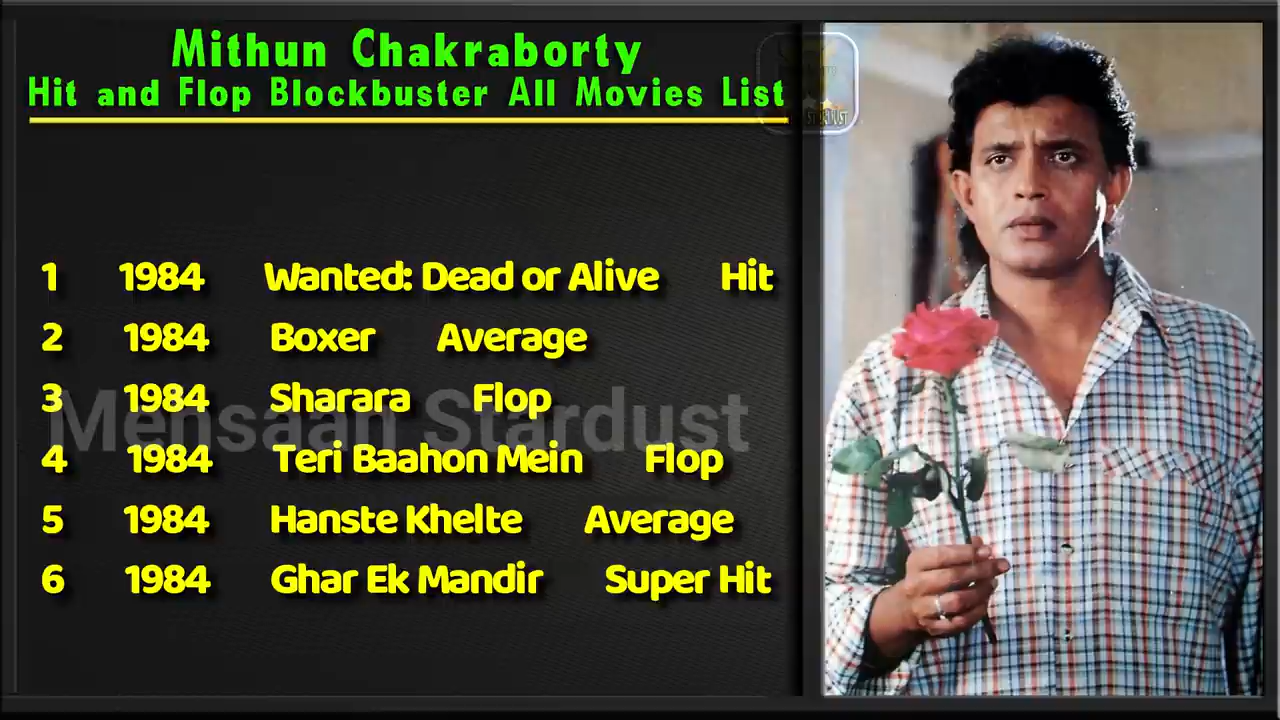 Mithun Chakraborty
Hit and Flop Blockbuster All Movies List
1 1984 Wanted: Dead or Alive Hit
2 1984 Boxer Average
3 1984 Sharara Flop
Mensaan Stardust
4 1984 Teri Baahon Mein Flop
5 1984 Hanste Khelte Average
6 1984 Ghar Ek Mandir Super Hit